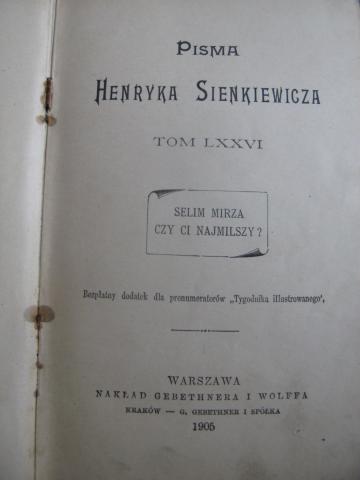 PISMA
HENRYKA SIENKIEWICZA
TOM LXXVI
SELIM MIRZA
CZY CI NAJMILSZY?
Bezpłatny dodatek dla prenumeratorów „Tygodnika illustrowanego",
WARSZAWA
NAKŁAD GEBETHNERA I WOLFFA
KRAKÓW — G. GEBETHNER I SPÓŁKA
1905